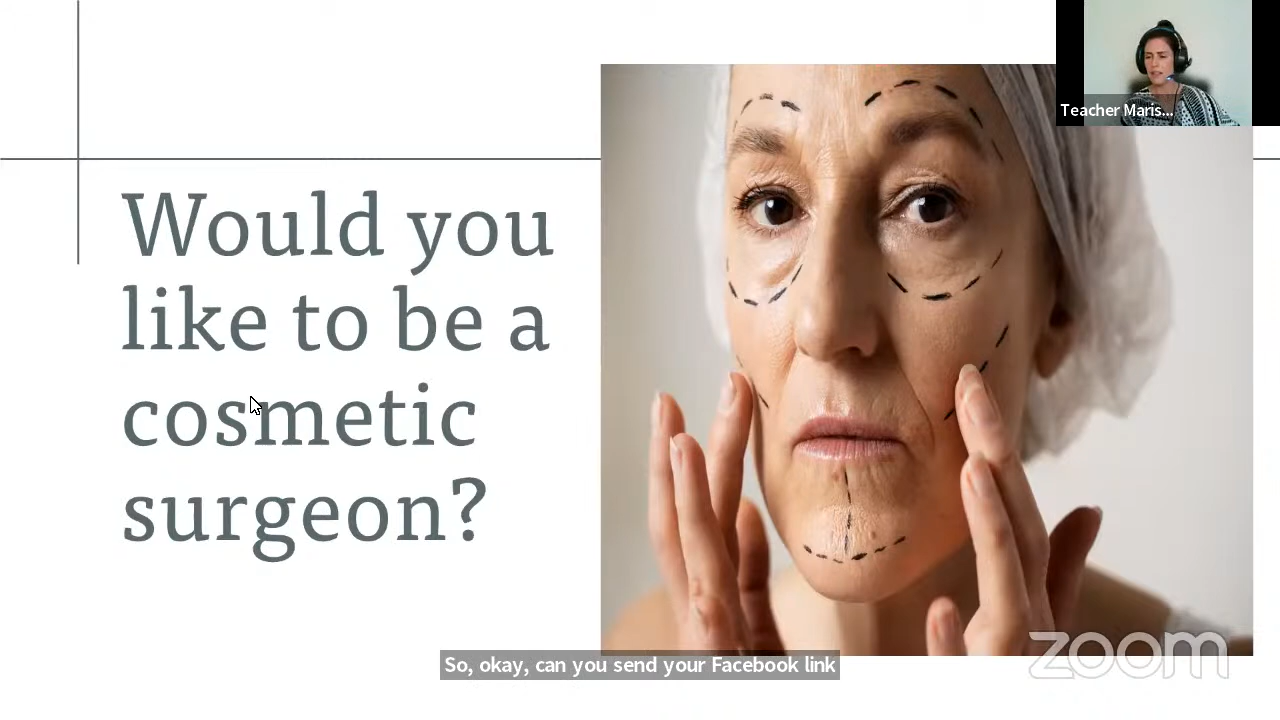 Teacher Maris...
Would you
like to be a
cosmetic
surgeon?
So, okay, can you send your Facebook link
zoom